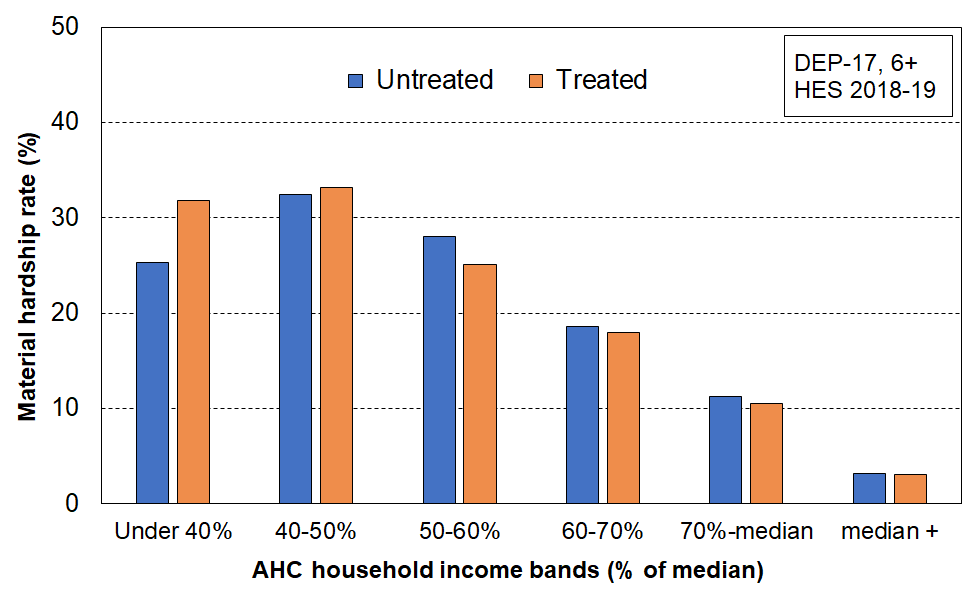 50
DEP-17, 6+
HES 2018-19
Untreated
Treated
40
30
20
10
0
Material hardship rate (%)
Under 40%
40-50%
50-60%
60-70%
70%-median
median +
AHC household income bands (% of median)